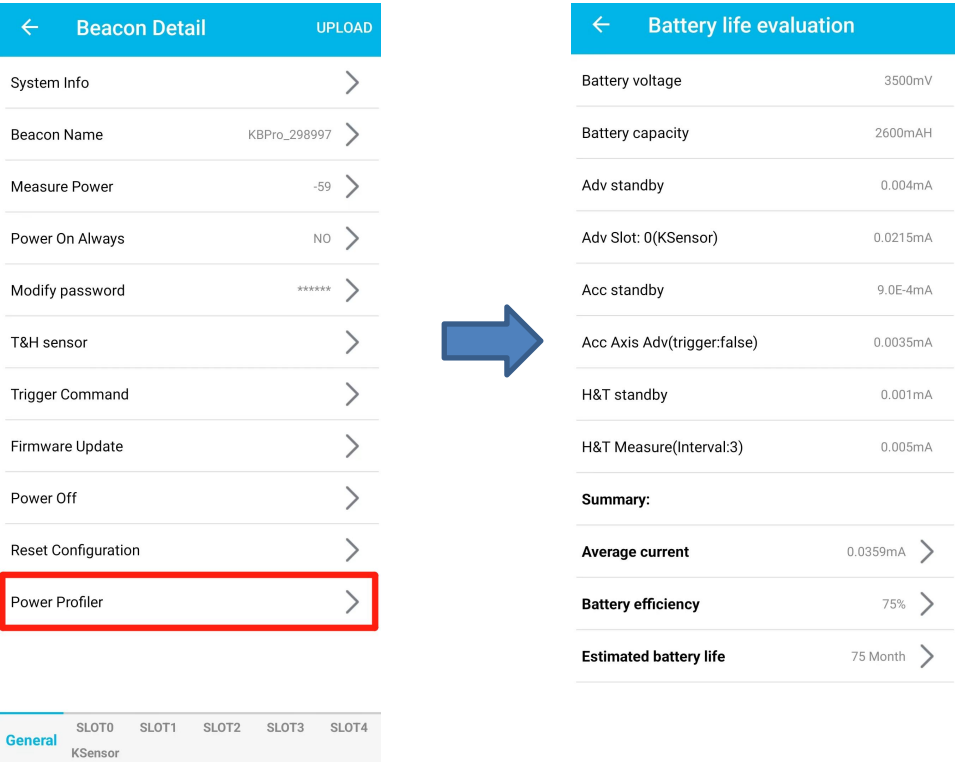 Beacon Detail UPLOAD
System Info
Beacon Name KBPro_298997
Measure Power -59
Power On Always NO
Modify password ******
T&H sensor
Trigger Command
Firmware Update
Power Off
Reset Configuration
Power Profiler
General SLOT0 SLOT1 SLOT2 SLOT3 SLOT4
KSensor
Battery life evaluation
Battery voltage 3500mV
Battery capacity 2600mAH
Adv standby 0.004mA
Adv Slot: 0(KSensor) 0.0215mA
Acc standby 9.0E-4mA
Acc Axis Adv(trigger:false) 0.0035mA
H&T standby 0.001mA
H&T Measure(Interval:3) 0.005mA
Summary:
Average current 0.0359mA
Battery efficiency 75%
Estimated battery life 75 Month